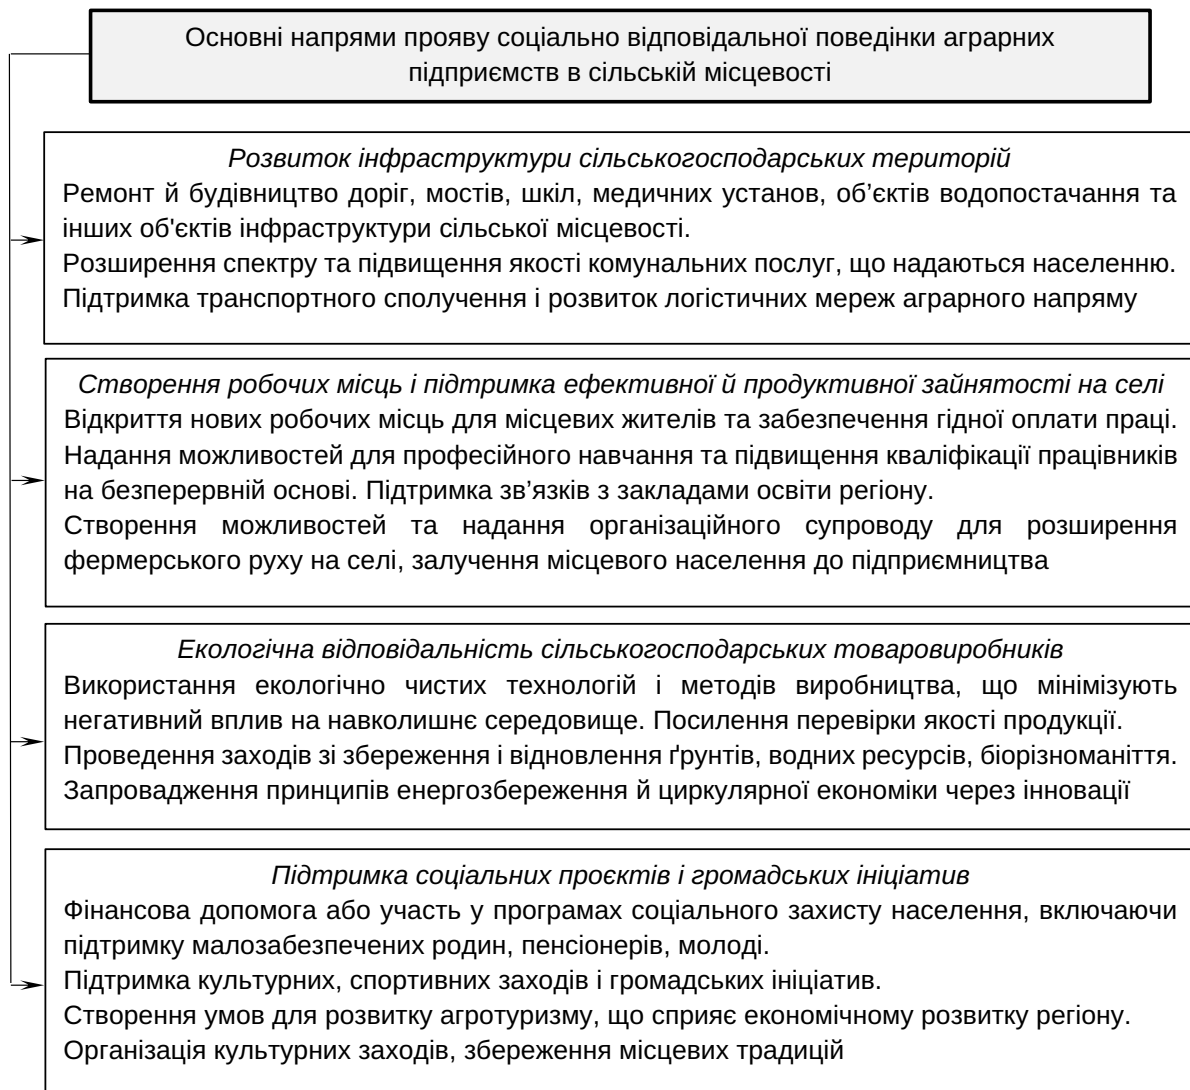 Основні напрями прояву соціально відповідальної поведінки аграрних
підприємств в сільській місцевості
Розвиток інфраструктури сільськогосподарських територій
Ремонт й будівництво доріг, мостів, шкіл, медичних установ, об’єктів водопостачання та
інших об'єктів інфраструктури сільської місцевості.
Розширення спектру та підвищення якості комунальних послуг, що надаються населенню.
Підтримка транспортного сполучення і розвиток логістичних мереж аграрного напряму
Створення робочих місць і підтримка ефективної й продуктивної зайнятості на селі
Відкриття нових робочих місць для місцевих жителів та забезпечення гідної оплати праці.
Надання можливостей для професійного навчання та підвищення кваліфікації працівників
на безперервній основі. Підтримка зв’язків з закладами освіти регіону.
Створення можливостей та надання організаційного супроводу для розширення
фермерського руху на селі, залучення місцевого населення до підприємництва
Екологічна відповідальність сільськогосподарських товаровиробників
Використання екологічно чистих технологій і методів виробництва, що мінімізують
негативний вплив на навколишнє середовище. Посилення перевірки якості продукції.
Проведення заходів зі збереження і відновлення ґрунтів, водних ресурсів, біорізноманіття.
Запровадження принципів енергозбереження й циркулярної економіки через інновації
Підтримка соціальних проєктів і громадських ініціатив
Фінансова допомога або участь у програмах соціального захисту населення, включаючи
підтримку малозабезпечених родин, пенсіонерів, молоді.
Підтримка культурних, спортивних заходів і громадських ініціатив.
Створення умов для розвитку агротуризму, що сприяє економічному розвитку регіону.
Організація культурних заходів, збереження місцевих традицій